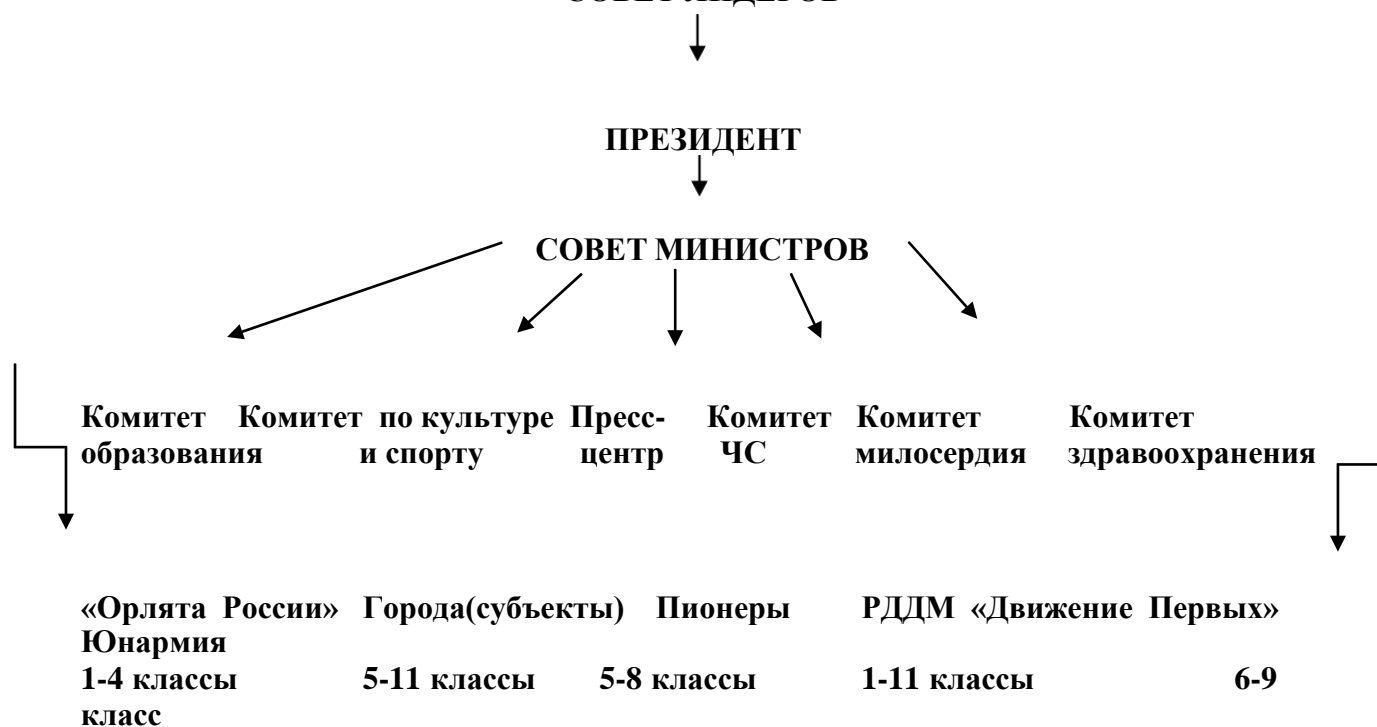 СОВЕТ ЛИДЕРОВ
ПРЕЗИДЕНТ
СОВЕТ МИНИСТРОВ
Комитет Комитет по культуре Пресс- Комитет Комитет Комитет
образования и спорту центр ЧС милосердия здравоохранения
«Орлята России» Города(субъекты) Пионеры РДДМ «Движение Первых»
Юнармия
1-4 классы 5-11 классы 5-8 классы 1-11 классы 6-9
класс